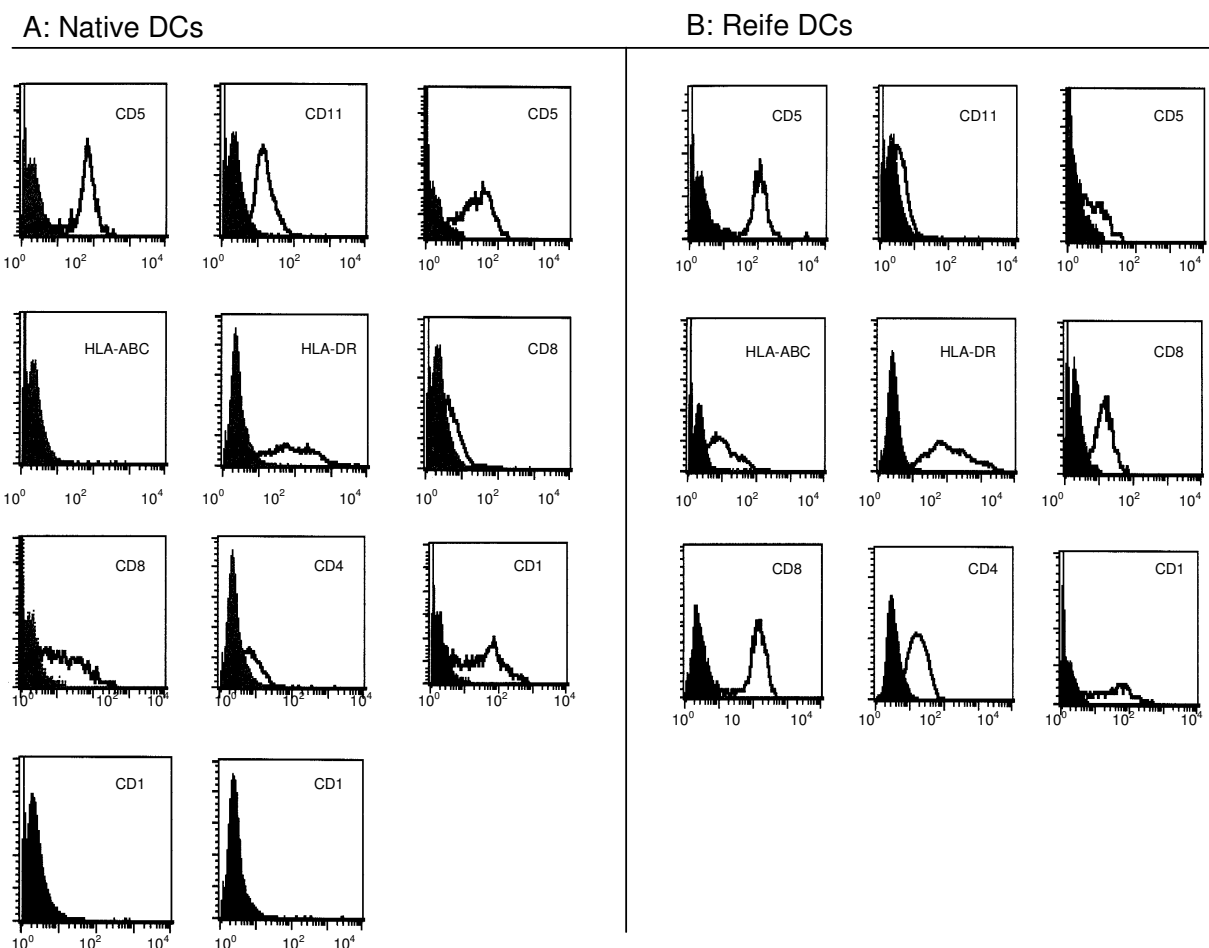 A: Native DCs
B: Reife DCs
CD5
10⁰ 10² 10⁴
CD11
10⁰ 10² 10⁴
CD5
10⁰ 10² 10⁴
HLA-ABC
10⁰ 10² 10⁴
HLA-DR
10⁰ 10² 10⁴
CD8
10⁰ 10² 10⁴
CD8
10⁰ 10² 10⁴
CD4
10⁰ 10² 10⁴
CD1
10⁰ 10² 10⁴
CD1
10⁰ 10² 10⁴
CD1
10⁰ 10² 10⁴
CD5
10⁰ 10² 10⁴
CD11
10⁰ 10² 10⁴
CD5
10⁰ 10² 10⁴
HLA-ABC
10⁰ 10² 10⁴
HLA-DR
10⁰ 10² 10⁴
CD8
10⁰ 10² 10⁴
CD8
10⁰ 10 10⁴
CD4
10⁰ 10² 10⁴
CD1
10⁰ 10² 10⁴